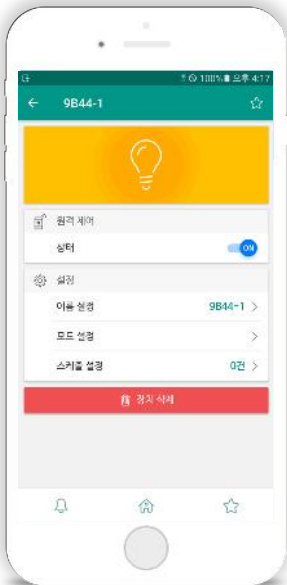 100% 오후 4:17
9B44-1
원격 제어
상태
ON
설정
이름 설정
9B44-1 >
모드 설정
>
스케줄 설정
0건 >
장치 삭제